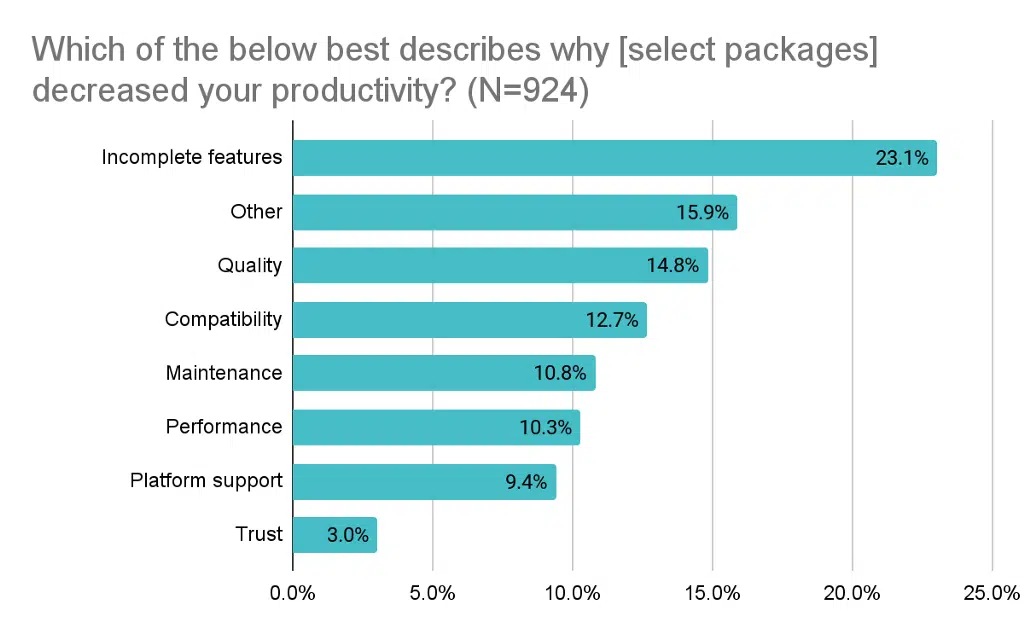 Which of the below best describes why [select packages]
decreased your productivity? (N=924)
Incomplete features 23.1%
Other 15.9%
Quality 14.8%
Compatibility 12.7%
Maintenance 10.8%
Performance 10.3%
Platform support 9.4%
Trust 3.0%
0.0% 5.0% 10.0% 15.0% 20.0% 25.0%